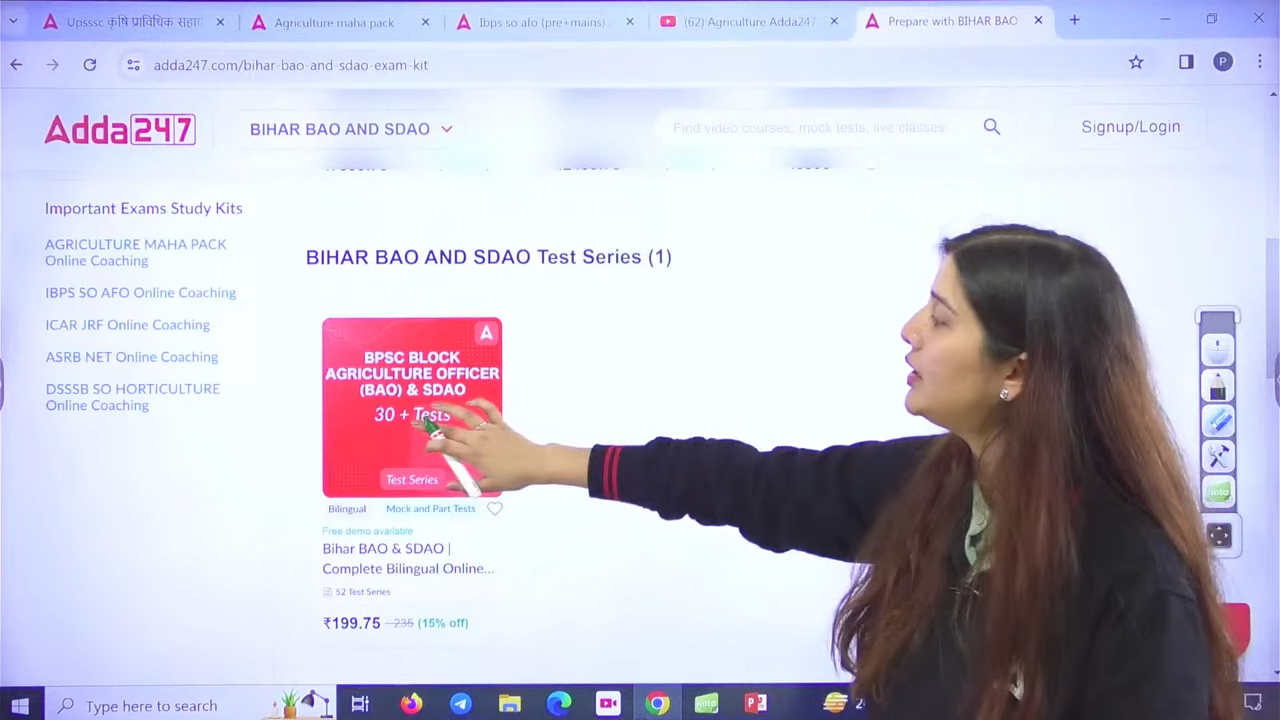 Upsssc कृषि प्राविधिक सहा
Agriculture maha pack
Ibps so afo (pre+mains)
(62) Agriculture Adda247
Prepare with BIHAR BAO
adda247.com/bihar-bao-and-sdao-exam-kit
P
Adda247
BIHAR BAO AND SDAO
Find video courses, mock tests, live classes
Signup/Login
Important Exams Study Kits
AGRICULTURE MAHA PACK
Online Coaching
IBPS SO AFO Online Coaching
ICAR JRF Online Coaching
ASRB NET Online Coaching
DSSSB SO HORTICULTURE
Online Coaching
BIHAR BAO AND SDAO Test Series (1)
BPSC BLOCK
AGRICULTURE OFFICER
(BAO) & SDAO
30 + Tests
Test Series
Bilingual
Mock and Part Tests
Free demo available
Bihar BAO & SDAO |
Complete Bilingual Online...
52 Test Series
₹199.75 235 (15% off)
Note
Type here to search
Note